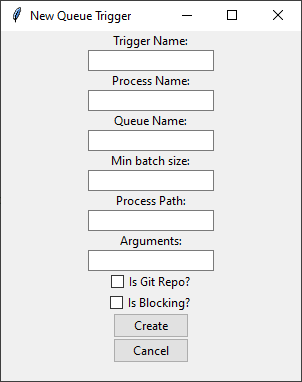 New Queue Trigger
Trigger Name:
Process Name:
Queue Name:
Min batch size:
Process Path:
Arguments:
Is Git Repo?
Is Blocking?
Create
Cancel